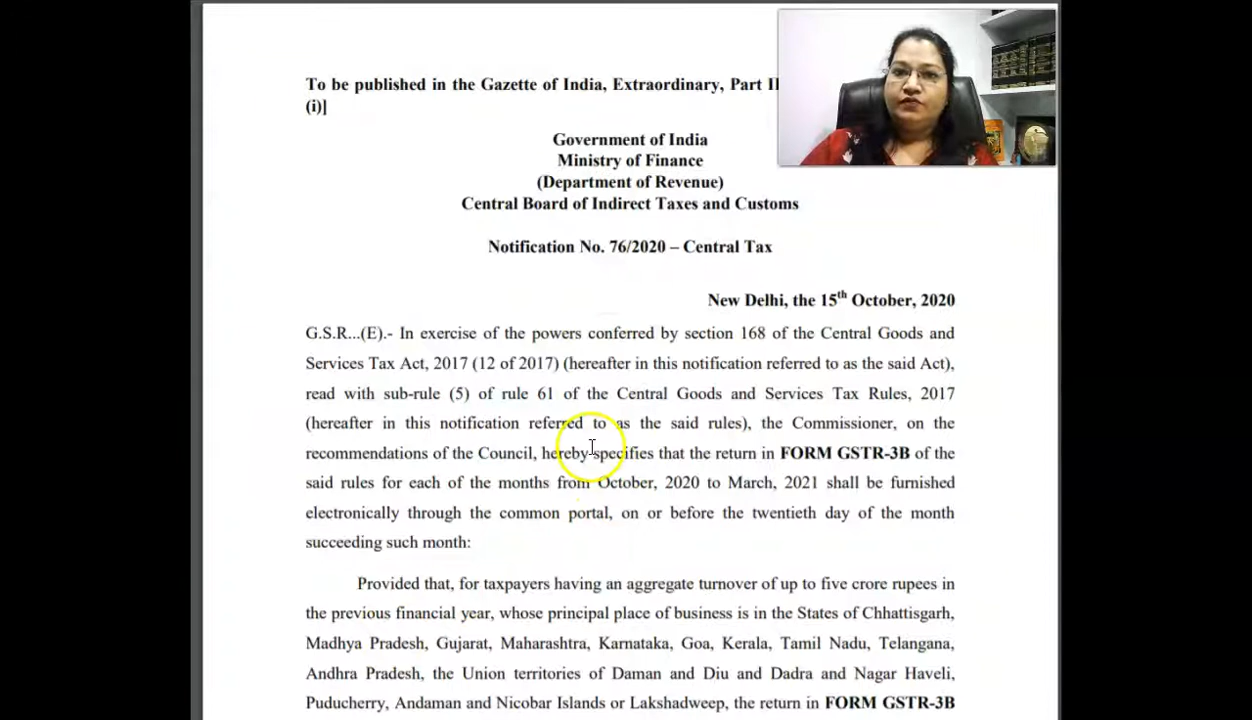 To be published in the Gazette of India, Extraordinary, Part
(i)]
Government of India
Ministry of Finance
(Department of Revenue)
Central Board of Indirect Taxes and Customs
Notification No. 76/2020 – Central Tax
New Delhi, the 15th October, 2020
G.S.R...(E).- In exercise of the powers conferred by section 168 of the Central Goods and
Services Tax Act, 2017 (12 of 2017) (hereafter in this notification referred to as the said Act),
read with sub-rule (5) of rule 61 of the Central Goods and Services Tax Rules, 2017
(hereafter in this notification referred to as the said rules), the Commissioner, on the
recommendations of the Council, hereby specifies that the return in FORM GSTR-3B of the
said rules for each of the months from October, 2020 to March, 2021 shall be furnished
electronically through the common portal, on or before the twentieth day of the month
succeeding such month:
Provided that, for taxpayers having an aggregate turnover of up to five crore rupees in
the previous financial year, whose principal place of business is in the States of Chhattisgarh,
Madhya Pradesh, Gujarat, Maharashtra, Karnataka, Goa, Kerala, Tamil Nadu, Telangana,
Andhra Pradesh, the Union territories of Daman and Diu and Dadra and Nagar Haveli,
Puducherry, Andaman and Nicobar Islands or Lakshadweep, the return in FORM GSTR-3B